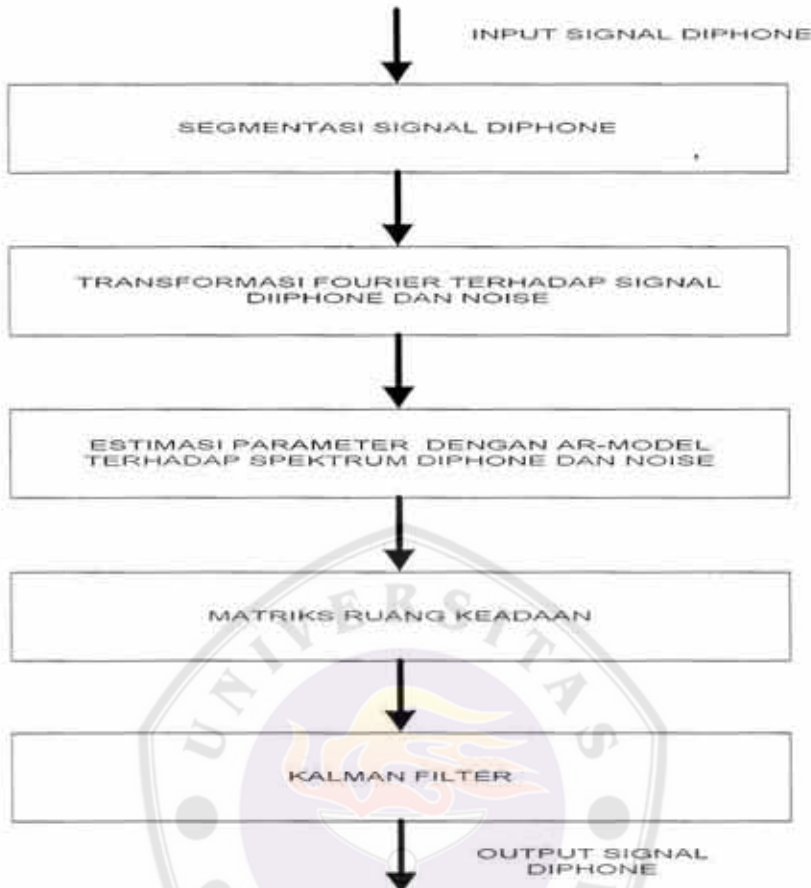 INPUT SIGNAL DIPHONE
SEGMENTASI SIGNAL DIPHONE
TRANSFORMASI FOURIER TERHADAP SIGNAL
DIIPHONE DAN NOISE
ESTIMASI PARAMETER DENGAN AR-MODEL
TERHADAP SPEKTRUM DIPHONE DAN NOISE
MATRIKS RUANG KEADAAN
UNIVERSITAS
KALMAN FILTER
OUTPUT SIGNAL
DIPHONE